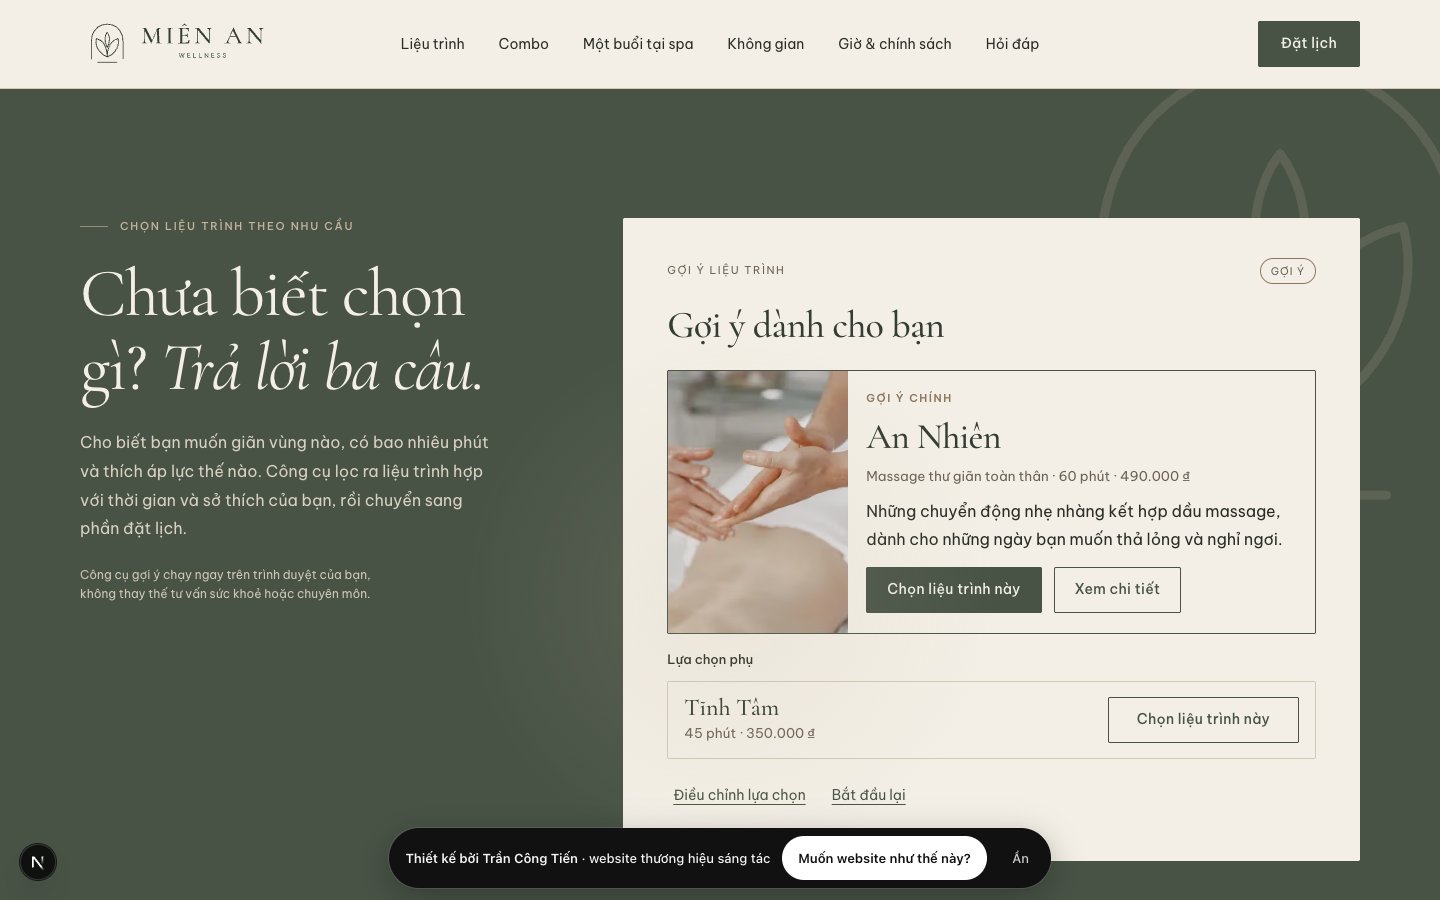 MIÊN AN
WELLNESS
Liệu trình
Combo
Một buổi tại spa
Không gian
Giờ & chính sách
Hỏi đáp
Đặt lịch
CHỌN LIỆU TRÌNH THEO NHU CẦU
Chưa biết chọn
gì? Trả lời ba câu.
Cho biết bạn muốn giãn vùng nào, có bao nhiêu phút
và thích áp lực thế nào. Công cụ lọc ra liệu trình hợp
với thời gian và sở thích của bạn, rồi chuyển sang
phần đặt lịch.
Công cụ gợi ý chạy ngay trên trình duyệt của bạn,
không thay thế tư vấn sức khoẻ hoặc chuyên môn.
GỢI Ý LIỆU TRÌNH
GỢI Ý
Gợi ý dành cho bạn
GỢI Ý CHÍNH
An Nhiên
Massage thư giãn toàn thân · 60 phút · 490.000 ₫
Những chuyển động nhẹ nhàng kết hợp dầu massage,
dành cho những ngày bạn muốn thả lỏng và nghỉ ngơi.
Chọn liệu trình này
Xem chi tiết
Lựa chọn phụ
Tĩnh Tâm
45 phút · 350.000 ₫
Chọn liệu trình này
Điều chỉnh lựa chọn
Bắt đầu lại
Thiết kế bởi Trần Công Tiến · website thương hiệu sáng tác
Muốn website như thế này?
Ẩn
N